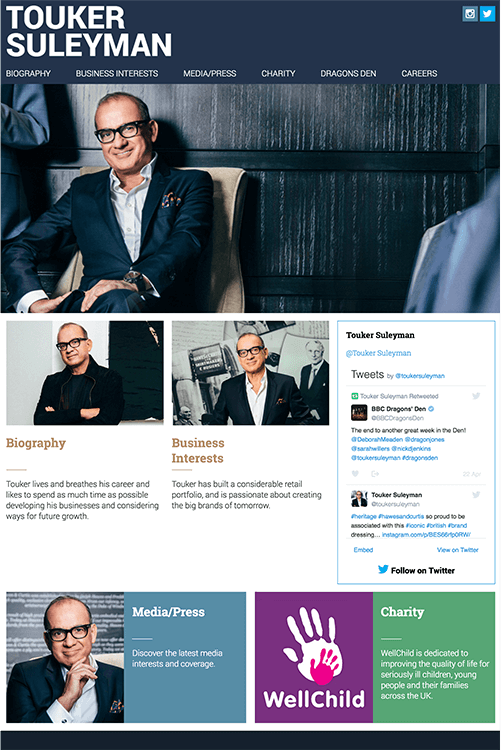 TOUKER
SULEYMAN
BIOGRAPHY BUSINESS INTERESTS MEDIA/PRESS CHARITY DRAGONS DEN CAREERS
Biography
Touker lives and breathes his career and
likes to spend as much time as possible
developing his businesses and considering
ways for future growth.
Business
Interests
Touker has built a considerable retail
portfolio, and is passionate about creating
the big brands of tomorrow.
Touker Suleyman
@Touker Suleyman
Tweets by @toukersuleyman
Touker Suleyman Retweeted
BBC Dragons' Den
@BBCDragonsDen
The end to another great week in the Den!
@DeborahMeaden @dragonjones
@sarahwillers @nickdjenkins
@toukersuleyman #dragonsden
22 Apr
Touker Suleyman
@toukersuleyman
#heritage #hawesandcurtis so proud to be
associated with this #iconic #british #brand
dressing… instagram.com/p/BES66rfp0RW/
Embed View on Twitter
Follow on Twitter
Media/Press
Discover the latest media
interests and coverage.
WellChild
Charity
WellChild is dedicated to
improving the quality of life for
seriously ill children, young
people and their families
across the UK.